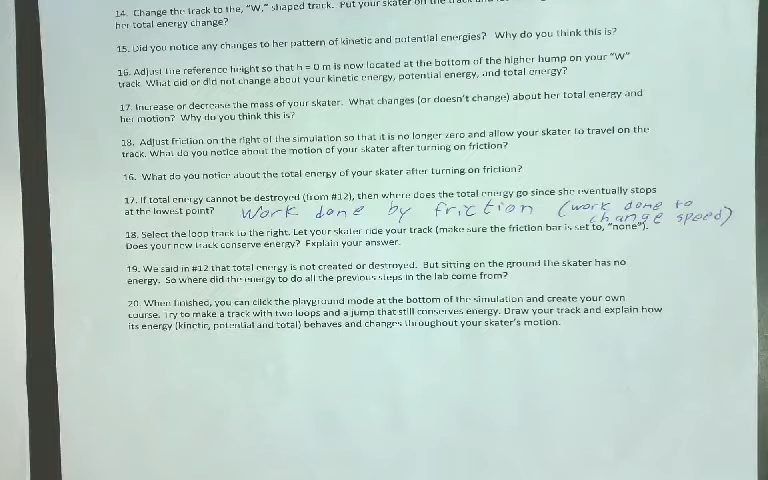 14. Change the track to the, "W," shaped track. Put your skater on the track and
her total energy change?
15. Did you notice any changes to her pattern of kinetic and potential energies? Why do you think this is?
16. Adjust the reference height so that h = 0 m is now located at the bottom of the higher hump on your "W"
track. What did or did not change about your kinetic energy, potential energy, and total energy?
17. Increase or decrease the mass of your skater. What changes (or doesn't change) about her total energy and
her motion? Why do you think this is?
18. Adjust friction on the right of the simulation so that it is no longer zero and allow your skater to travel on the
track. What do you notice about the motion of your skater after turning on friction?
16. What do you notice about the total energy of your skater after turning on friction?
17. If total energy cannot be destroyed (from #12), then where does the total energy go since she eventually stops
at the lowest point? Work done by friction (work done to
change speed)
18. Select the loop track to the right. Let your skater ride your track (make sure the friction bar is set to, "none").
Does your new track conserve energy? Explain your answer.
19. We said in #12 that total energy is not created or destroyed. But sitting on the ground the skater has no
energy. So where did the energy to do all the previous steps in the lab come from?
20. When finished, you can click the playground mode at the bottom of the simulation and create your own
course. Try to make a track with two loops and a jump that still conserves energy. Draw your track and explain how
its energy (kinetic, potential and total) behaves and changes throughout your skater's motion.